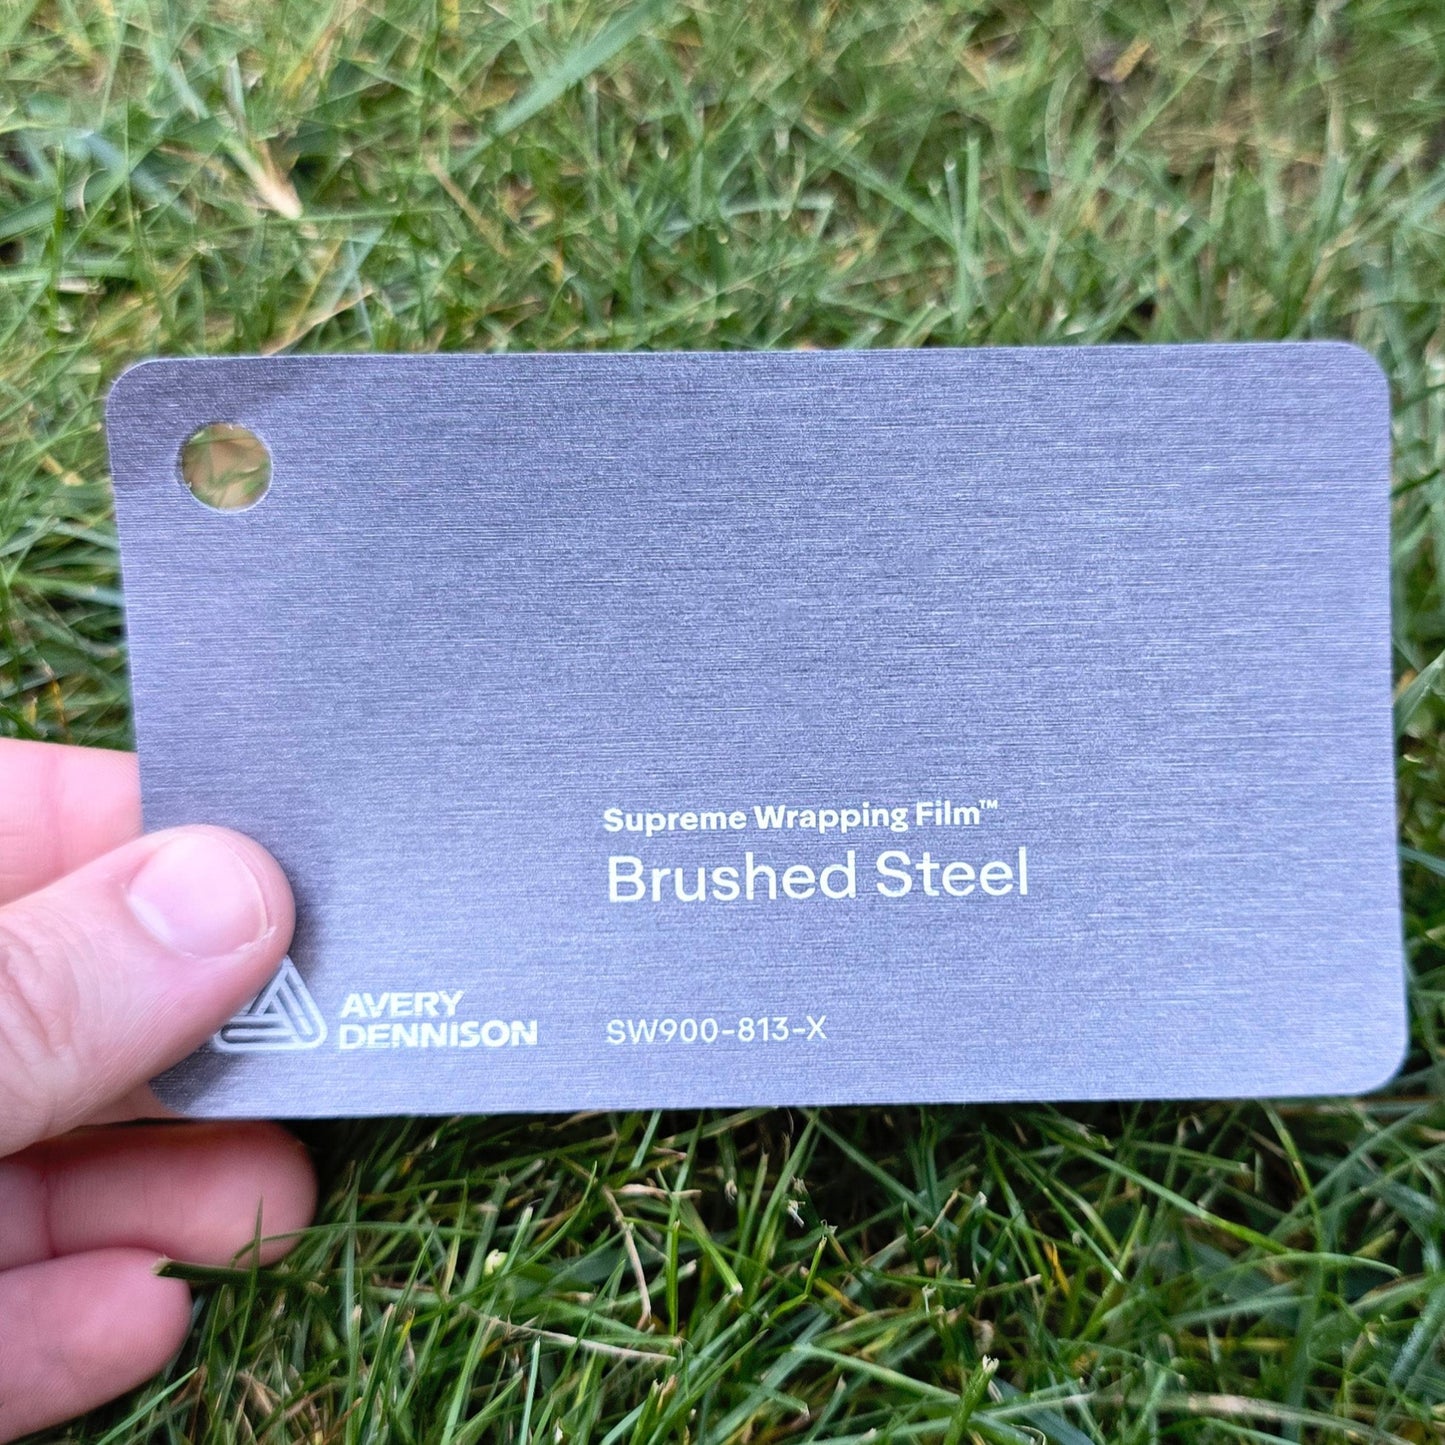 Supreme Wrapping Film™
Brushed Steel
AVERY
DENNISON
SW900-813-X